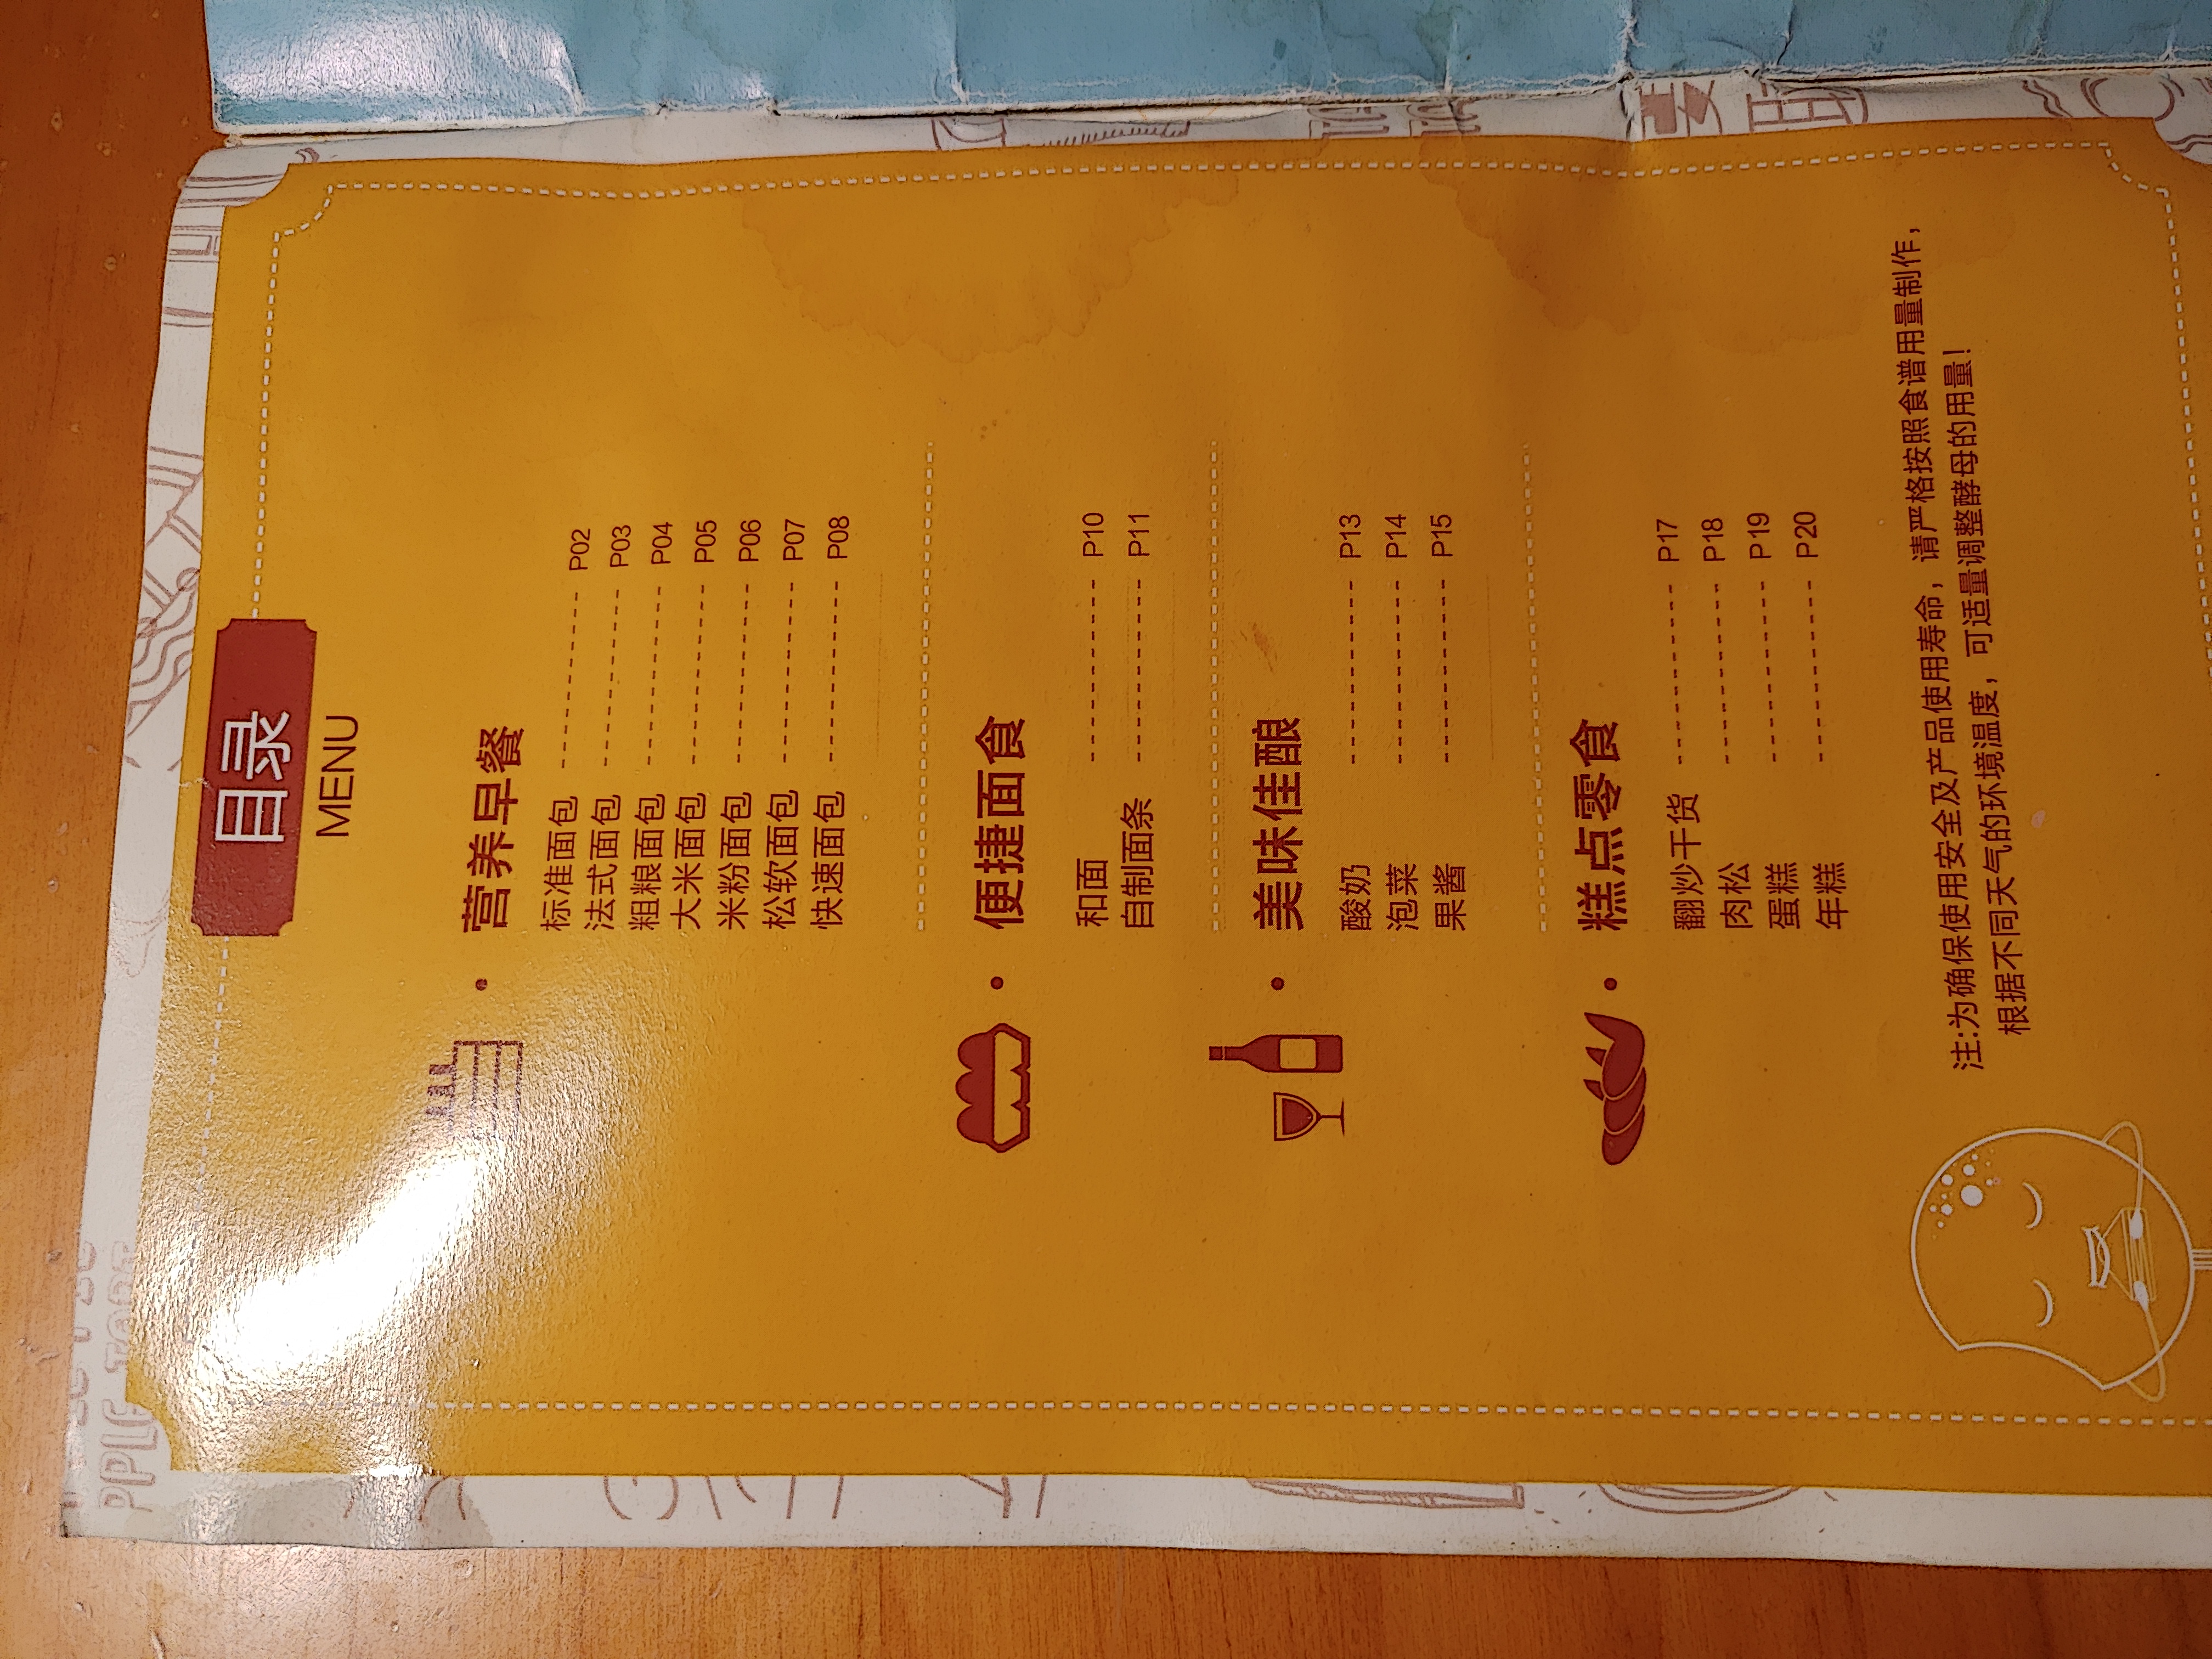 PPLE TART
目录
MENU
营养早餐
标准面包 ----------- P02
法式面包 ----------- P03
粗粮面包 ----------- P04
大米面包 ----------- P05
米粉面包 ----------- P06
松软面包 ----------- P07
快速面包 ----------- P08
便捷面食
和面 ----------- P10
自制面条 ----------- P11
美味佳酿
酸奶 ----------- P13
泡菜 ----------- P14
果酱 ----------- P15
糕点零食
翻炒干货 ----------- P17
肉松 ----------- P18
蛋糕 ----------- P19
年糕 ----------- P20
注:为确保使用安全及产品使用寿命，请严格按照食谱用量制作，
根据不同天气的环境温度，可适量调整酵母的用量！